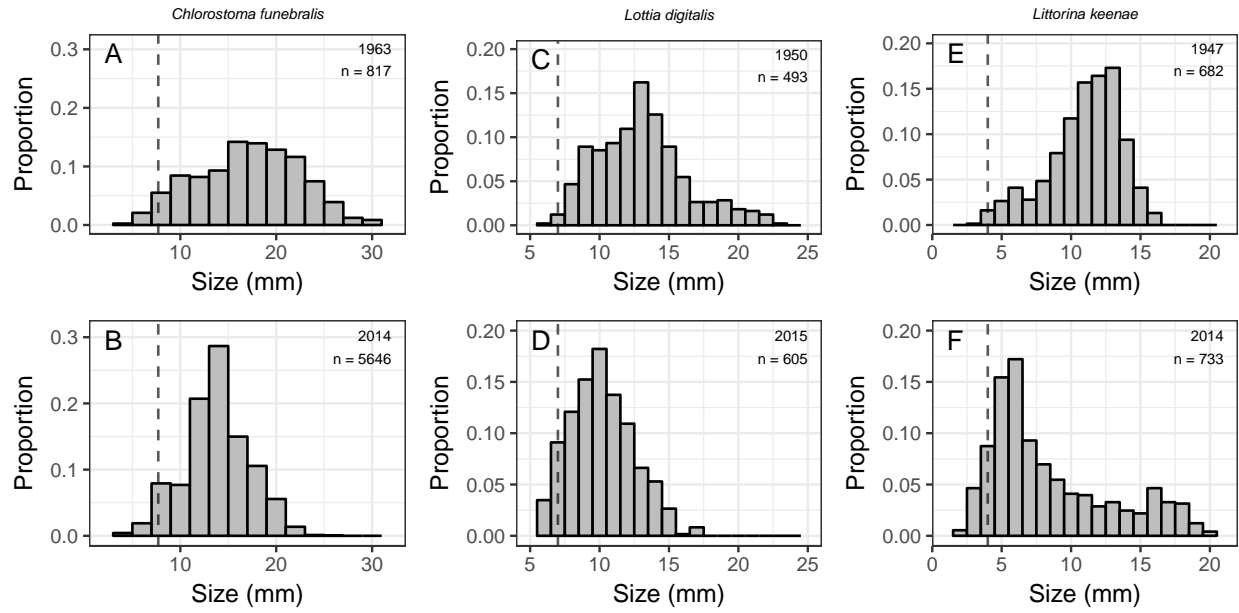 Chlorostoma funebralis
Lottia digitalis
Littorina keenae
A
1963
n = 817
Proportion
0.3
0.2
0.1
0.0
10
20
30
Size (mm)
C
1950
n = 493
Proportion
0.20
0.15
0.10
0.05
0.00
5
10
15
20
25
Size (mm)
E
1947
n = 682
Proportion
0.20
0.15
0.10
0.05
0.00
0
5
10
15
20
Size (mm)
B
2014
n = 5646
Proportion
0.3
0.2
0.1
0.0
10
20
30
Size (mm)
D
2015
n = 605
Proportion
0.20
0.15
0.10
0.05
0.00
5
10
15
20
25
Size (mm)
F
2014
n = 733
Proportion
0.20
0.15
0.10
0.05
0.00
0
5
10
15
20
Size (mm)